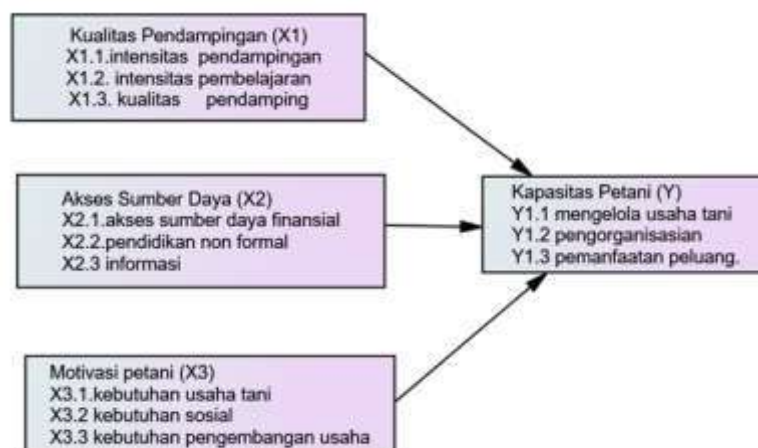 Kualitas Pendampingan (X1)
X1.1.intensitas pendampingan
X1.2. intensitas pembelajaran
X1.3. kualitas pendamping
Akses Sumber Daya (X2)
X2.1.akses sumber daya finansial
X2.2.pendidikan non formal
X2.3 informasi
Motivasi petani (X3)
X3.1.kebutuhan usaha tani
X3.2 kebutuhan sosial
X3.3 kebutuhan pengembangan usaha
Kapasitas Petani (Y)
Y1.1 mengelola usaha tani
Y1.2 pengorganisasian
Y1.3 pemanfaatan peluang.